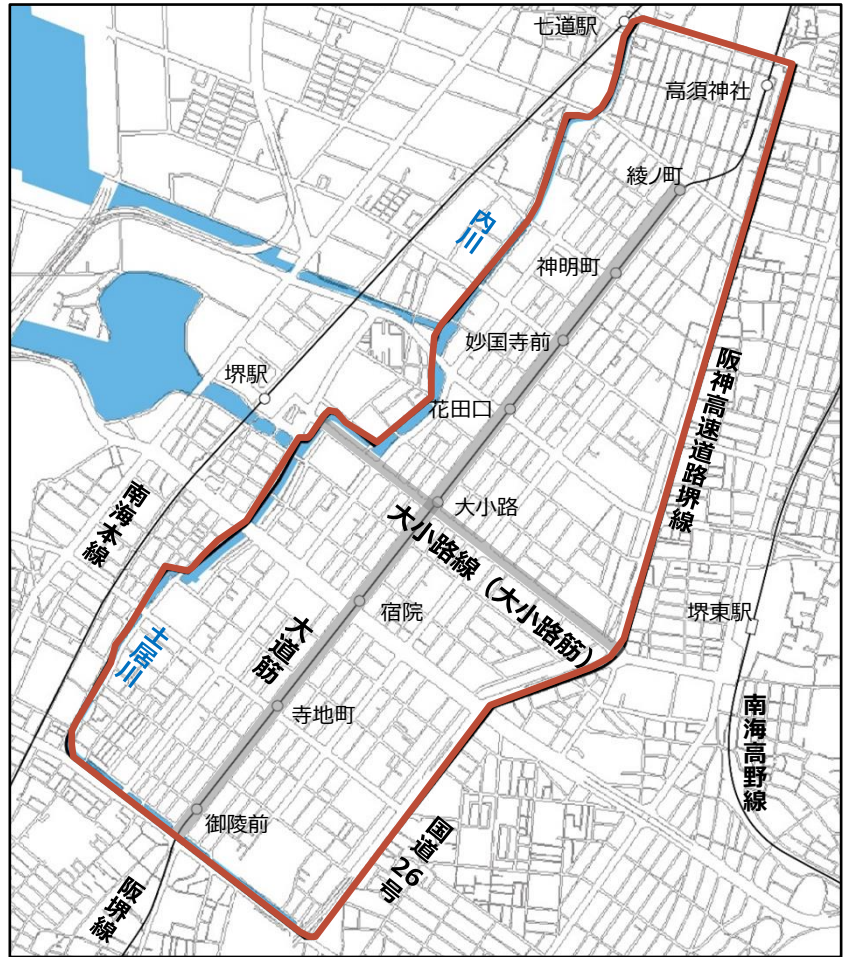 七道駅
高須神社
綾ノ町
内川
神明町
妙国寺前
堺駅
花田口
阪神高速道路堺線
大小路
南海本線
大小路線（大小路筋）
宿院
堺東駅
大道筋
土居川
寺地町
南海高野線
御陵前
国道26号
阪堺線